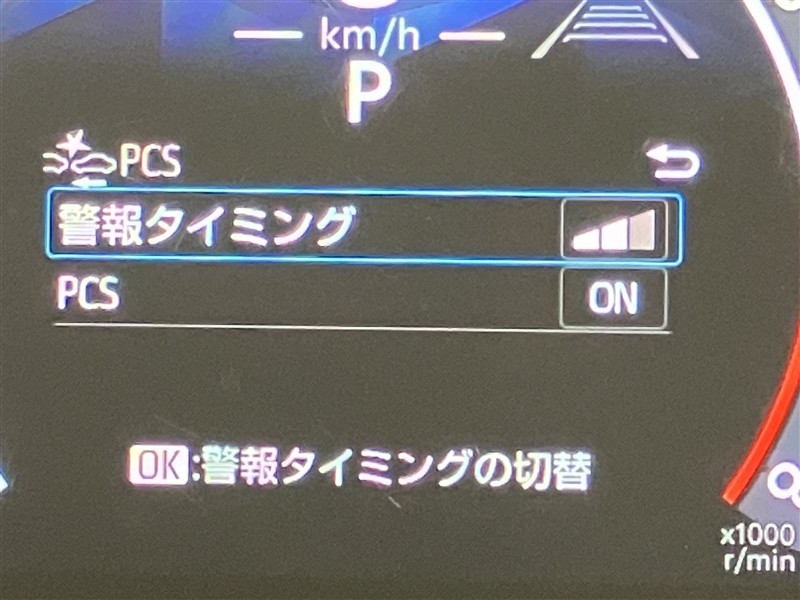 km/h
P
PCS
警報タイミング
PCS ON
OK:警報タイミングの切替
x1000
r/min